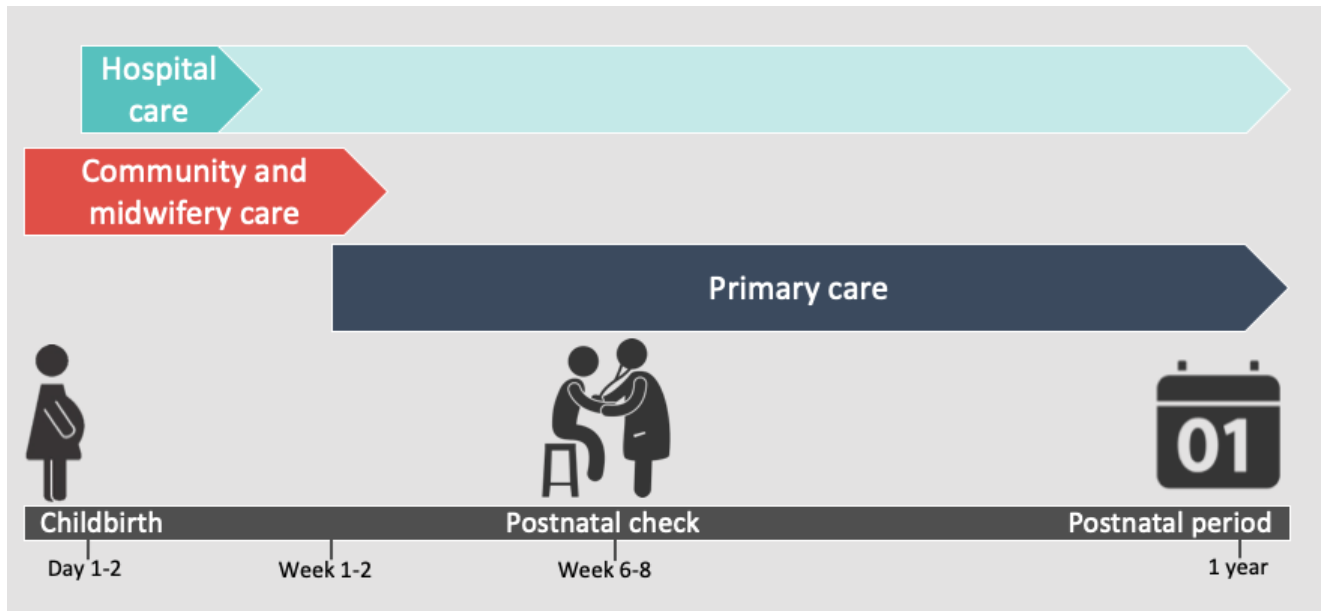 Hospital
care
Community and
midwifery care
Primary care
01
Childbirth
Postnatal check
Postnatal period
Day 1-2
Week 1-2
Week 6-8
1 year